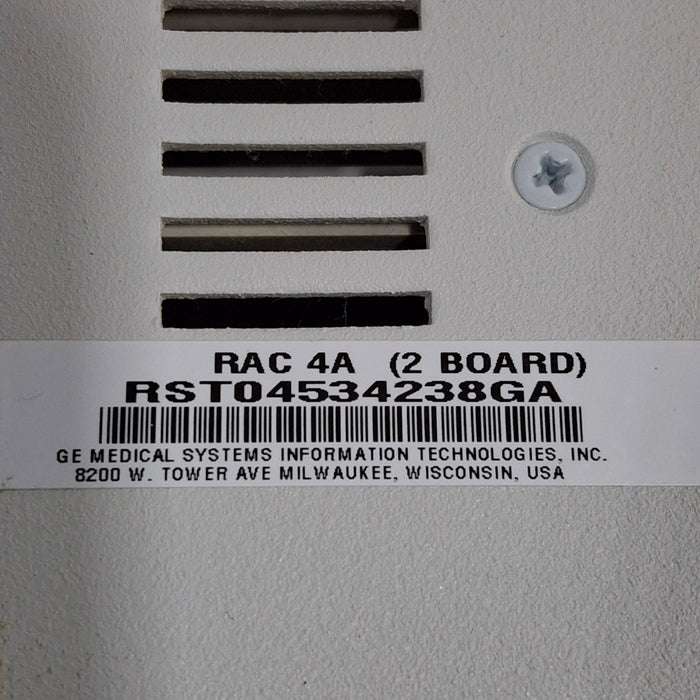 RAC 4A (2 BOARD)
RST04534238GA
GE MEDICAL SYSTEMS INFORMATION TECHNOLOGIES, INC.
8200 W. TOWER AVE MILWAUKEE, WISCONSIN, USA